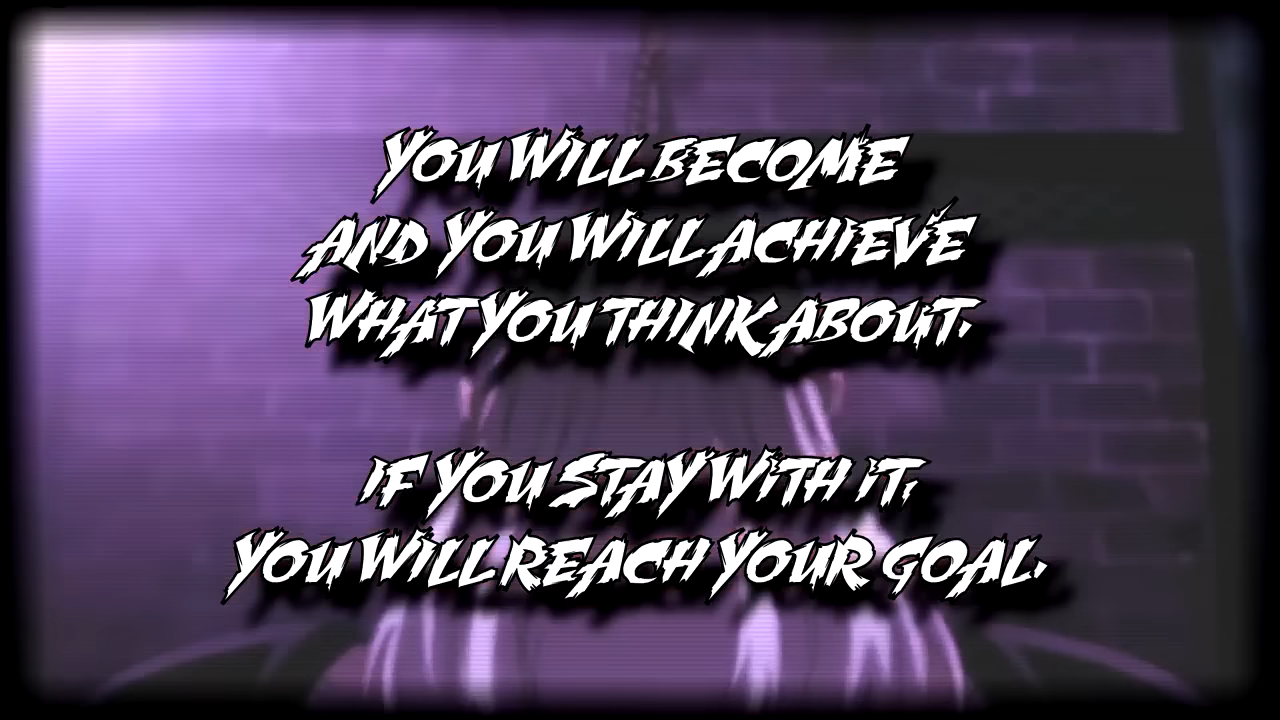 YOU WILL BECOME
AND YOU WILL ACHIEVE
WHAT YOU THINK ABOUT.
IF YOU STAY WITH IT,
YOU WILL REACH YOUR GOAL.